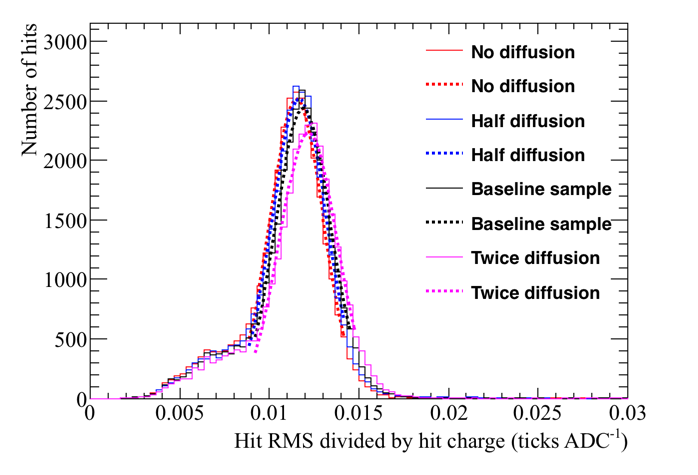 Number of hits
3000
2500
2000
1500
1000
500
0
No diffusion
No diffusion
Half diffusion
Half diffusion
Baseline sample
Baseline sample
Twice diffusion
Twice diffusion
0 0.005 0.01 0.015 0.02 0.025 0.03
Hit RMS divided by hit charge (ticks ADC⁻¹)